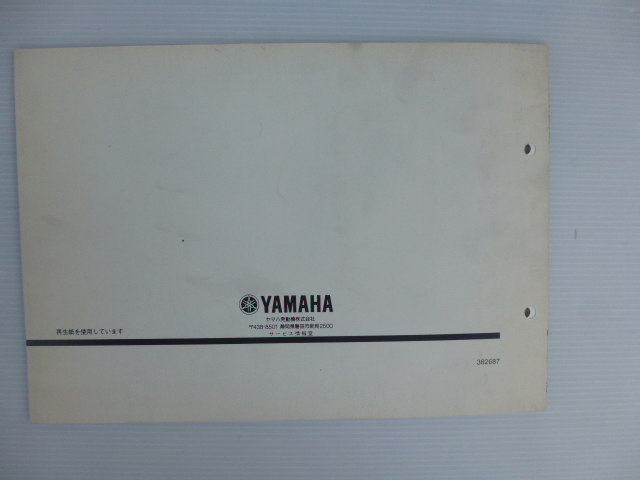 YAMAHA
ヤマハ発動機株式会社
〒438-8501 静岡県磐田市新貝2500
サービス情報室
再生紙を使用しています
382687